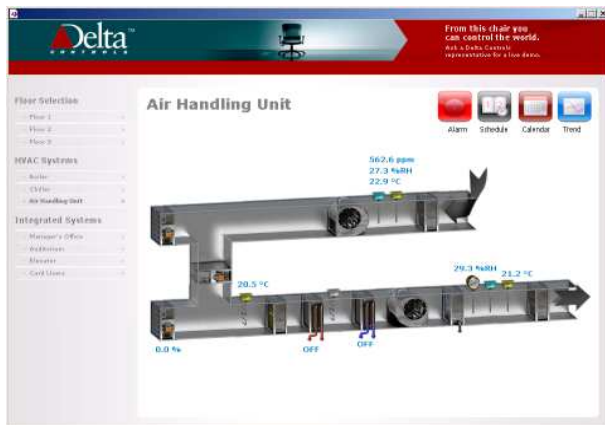 Delta
CONTROLS
From this chair you
can control the world.
Ask a Delta Controls
representative for a live demo.
Floor Selection
Floor 1
Floor 2
Floor 3
HVAC Systems
Boiler
Chiller
Air Handling Unit
Integrated Systems
Manager's Office
Auditorium
Elevator
Card Access
Air Handling Unit
Alarm
Schedule
Calendar
Trend
562.6 ppm
27.3 %RH
22.9 °C
20.5 °C
29.3 %RH
21.2 °C
0.0 %
OFF
OFF